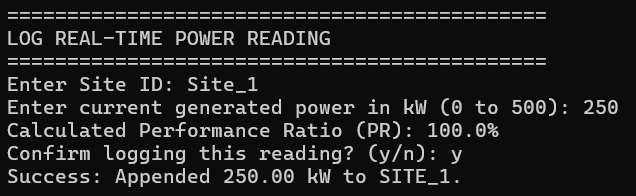 =============================================
LOG REAL-TIME POWER READING
=============================================
Enter Site ID: Site_1
Enter current generated power in kW (0 to 500): 250
Calculated Performance Ratio (PR): 100.0%
Confirm logging this reading? (y/n): y
Success: Appended 250.00 kW to SITE_1.